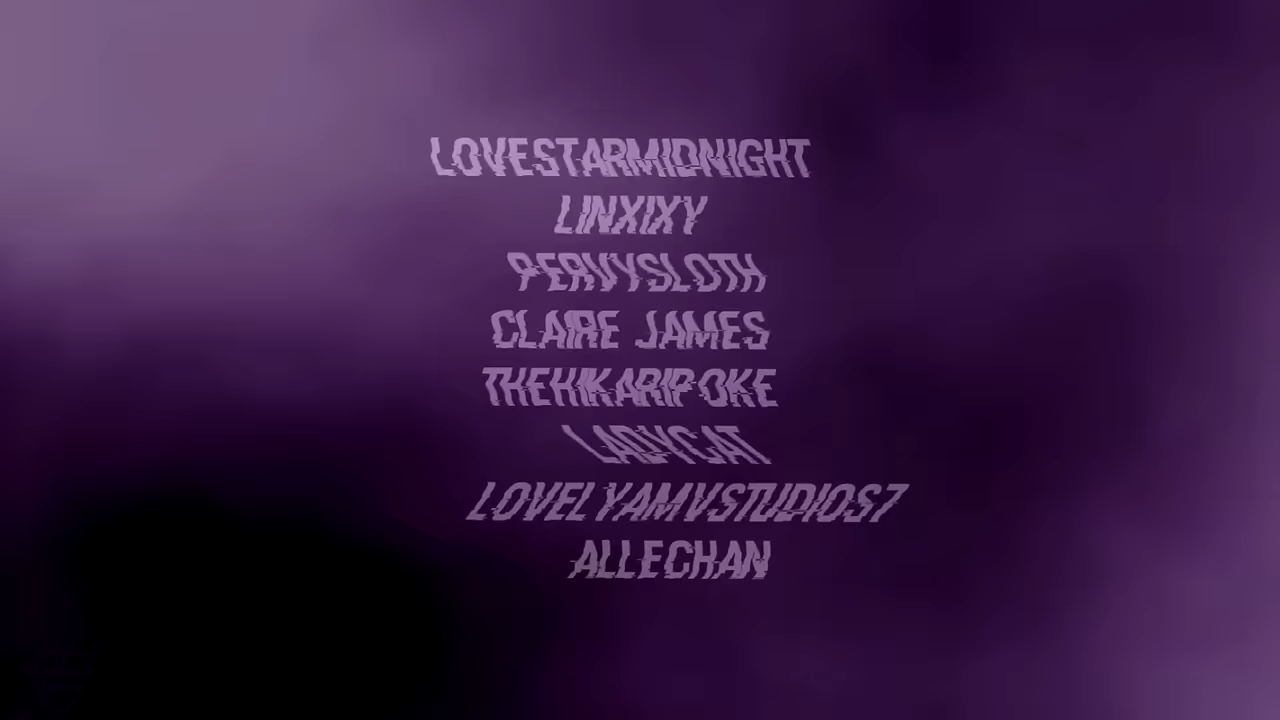 LOVESTARMIDNIGHT
LINXIXY
PERVYSLOTH
CLAIRE JAMES
THEHIKARIPOKE
LADYCAT
LOVELYAMVSTUDIOS7
ALLECHAN